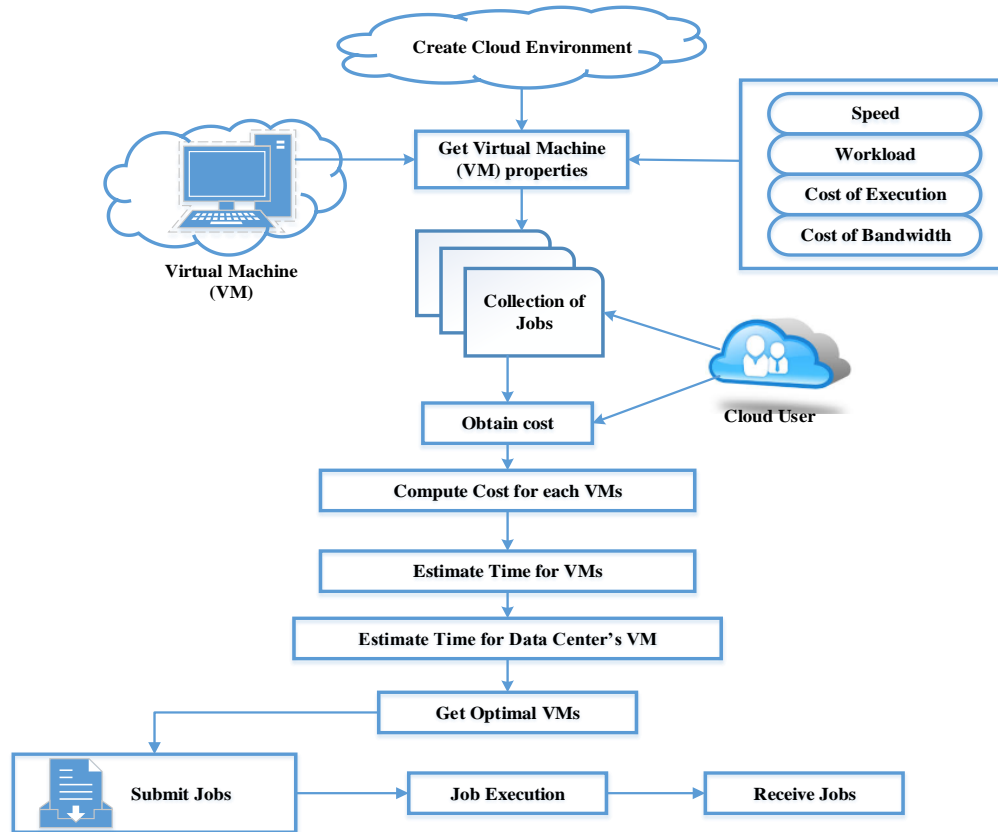 Create Cloud Environment
Speed
Get Virtual Machine
(VM) properties
Workload
Cost of Execution
Cost of Bandwidth
Virtual Machine
(VM)
Collection of
Jobs
Cloud User
Obtain cost
Compute Cost for each VMs
Estimate Time for VMs
Estimate Time for Data Center's VM
Get Optimal VMs
Submit Jobs
Job Execution
Receive Jobs